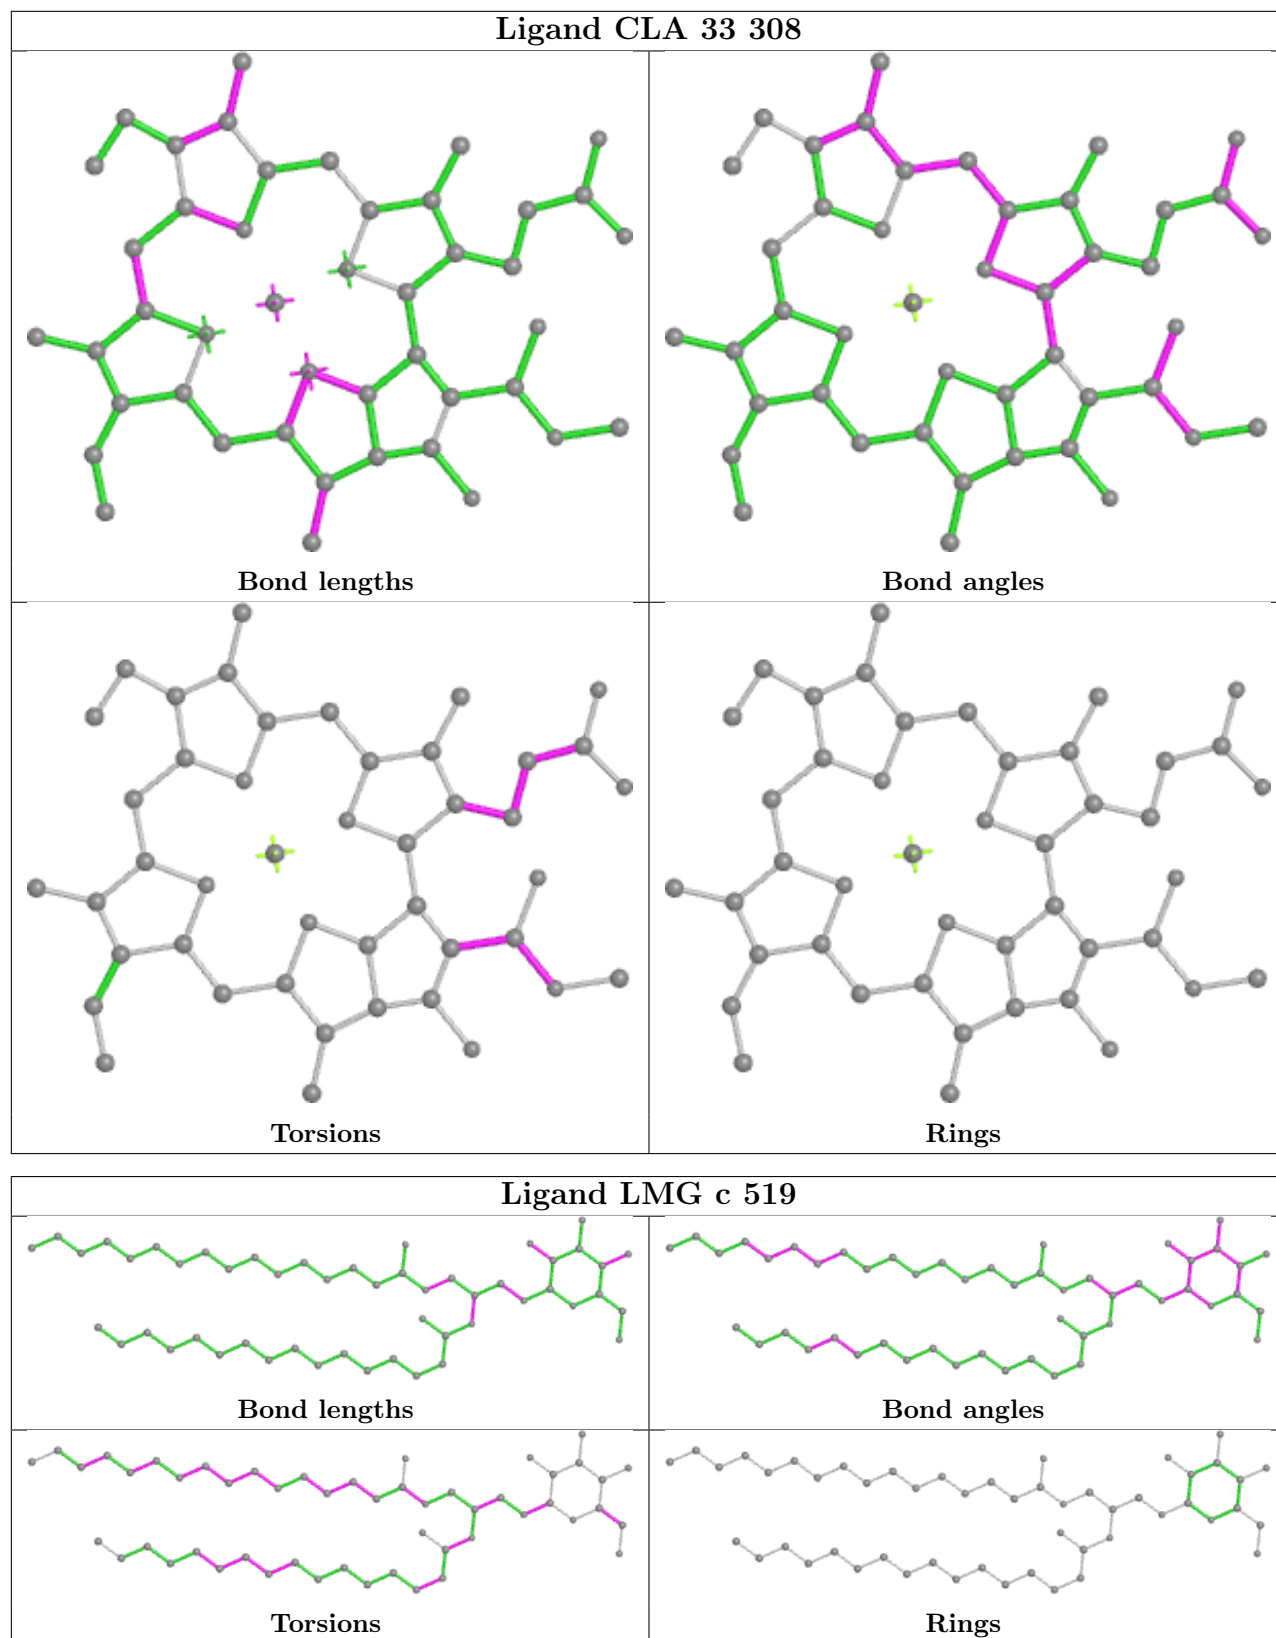 Ligand CLA 33 308
Bond lengths
Bond angles
Torsions
Rings
Ligand LMG c 519
Bond lengths
Bond angles
Torsions
Rings